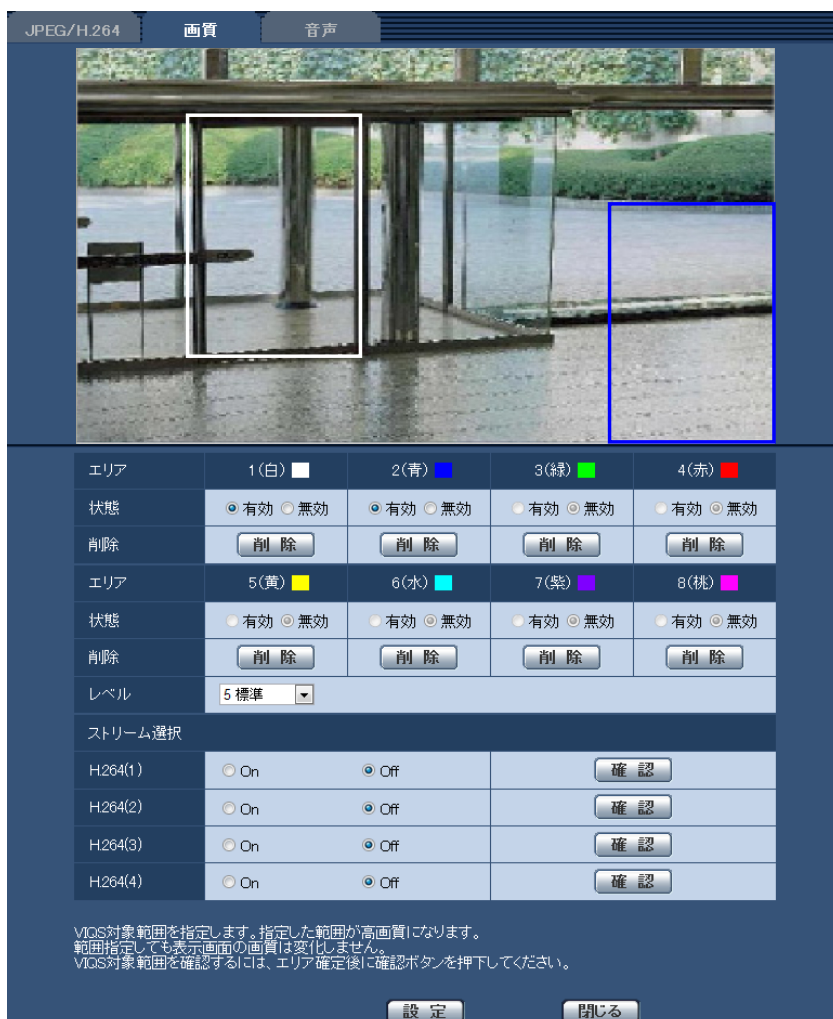 JPEG/H.264 画質 音声
エリア 1(白) 2(青) 3(緑) 4(赤)
状態 有効 無効 有効 無効 有効 無効 有効 無効
削除 削 除 削 除 削 除 削 除
エリア 5(黄) 6(水) 7(紫) 8(桃)
状態 有効 無効 有効 無効 有効 無効 有効 無効
削除 削 除 削 除 削 除 削 除
レベル 5 標準
ストリーム選択
H.264(1) On Off 確 認
H.264(2) On Off 確 認
H.264(3) On Off 確 認
H.264(4) On Off 確 認
VIQS対象範囲を指定します。指定した範囲が高画質になります。
範囲指定しても表示画面の画質は変化しません。
VIQS対象範囲を確認するには、エリア確定後に確認ボタンを押下してください。
設 定 閉じる